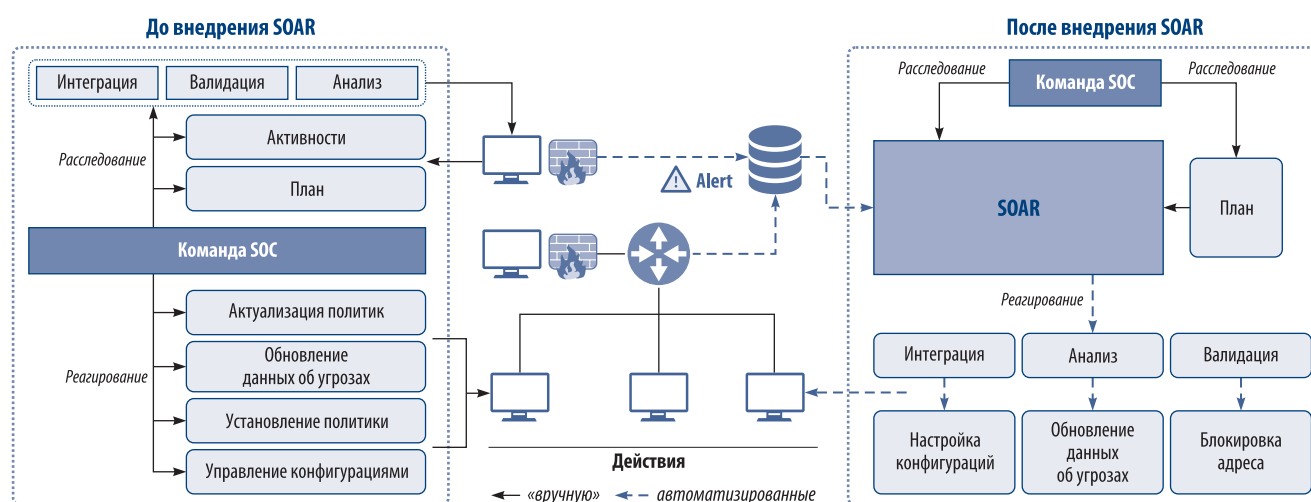 До внедрения SOAR
Интеграция
Валидация
Анализ
Расследование
Активности
План
Команда SOC
Реагирование
Актуализация политик
Обновление
данных об угрозах
Установление политики
Управление конфигурациями
Alert
Действия
«вручную»
автоматизированные
После внедрения SOAR
Расследование
Команда SOC
Расследование
SOAR
План
Реагирование
Интеграция
Анализ
Валидация
Настройка
конфигураций
Обновление
данных
об угрозах
Блокировка
адреса